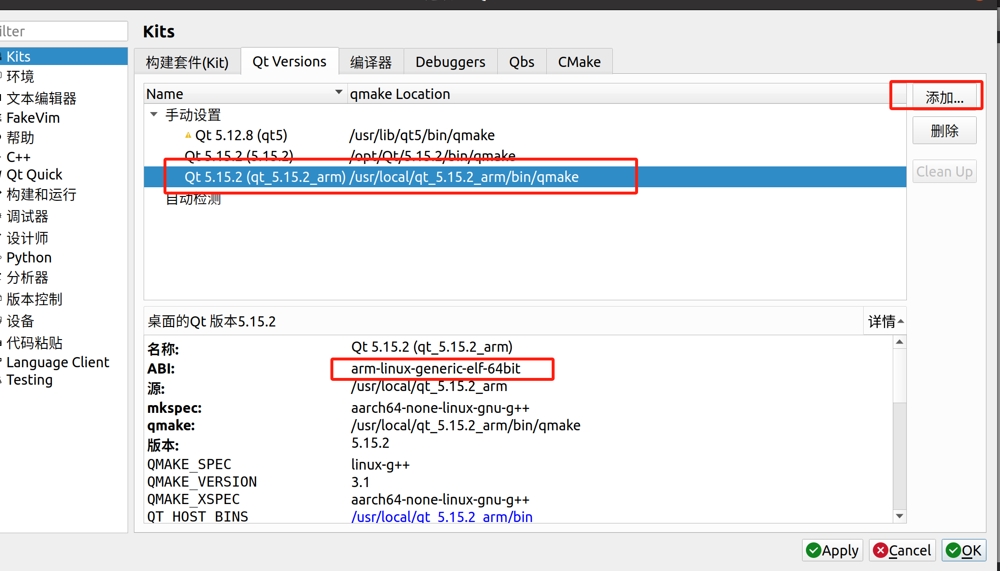 ilter
Kits
环境
文本编辑器
FakeVim
帮助
C++
Qt Quick
构建和运行
调试器
设计师
Python
分析器
版本控制
设备
代码粘贴
Language Client
Testing
Kits
构建套件(Kit) Qt Versions 编译器 Debuggers Qbs CMake
Name qmake Location
手动设置
Qt 5.12.8 (qt5) /usr/lib/qt5/bin/qmake
Qt 5.15.2 (5.15.2) /opt/Qt/5.15.2/bin/qmake
Qt 5.15.2 (qt_5.15.2_arm) /usr/local/qt_5.15.2_arm/bin/qmake
自动检测
添加...
删除
Clean Up
桌面的Qt 版本5.15.2 详情
名称: Qt 5.15.2 (qt_5.15.2_arm)
ABI: arm-linux-generic-elf-64bit
源: /usr/local/qt_5.15.2_arm
mkspec: aarch64-none-linux-gnu-g++
qmake: /usr/local/qt_5.15.2_arm/bin/qmake
版本: 5.15.2
QMAKE_SPEC linux-g++
QMAKE_VERSION 3.1
QMAKE_XSPEC aarch64-none-linux-gnu-g++
QT_HOST_BINS /usr/local/qt_5.15.2_arm/bin
Apply Cancel OK